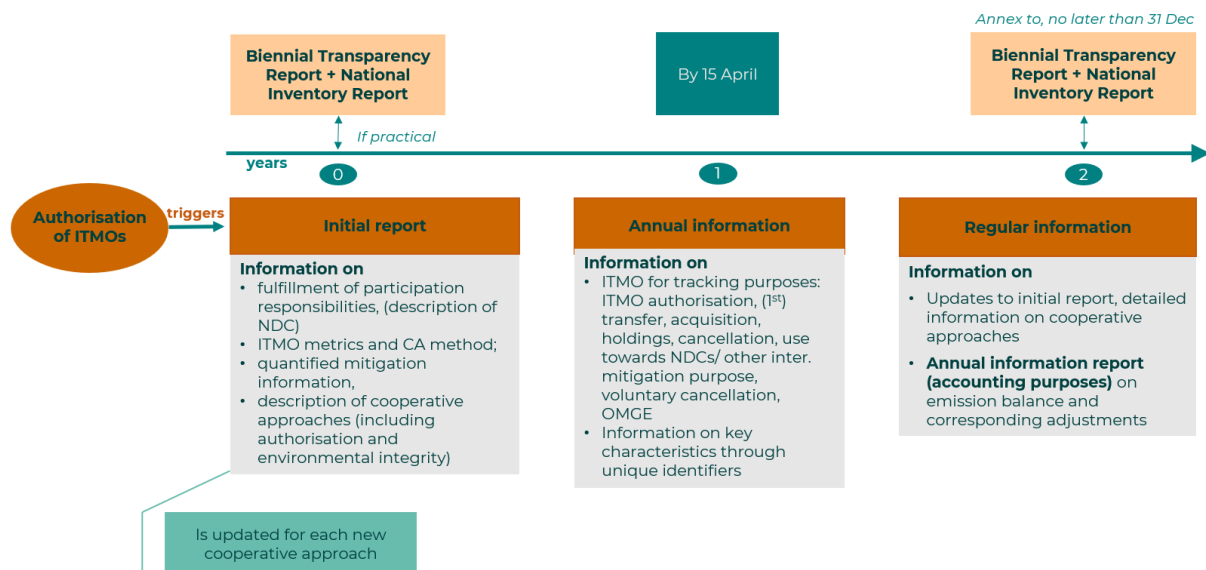 Annex to, no later than 31 Dec
Biennial Transparency
Report + National
Inventory Report
By 15 April
Biennial Transparency
Report + National
Inventory Report
If practical
years
0
1
2
Authorisation
of ITMOs
triggers
Initial report
Information on
• fulfillment of participation
responsibilities, (description of
NDC)
• ITMO metrics and CA method;
• quantified mitigation
information,
• description of cooperative
approaches (including
authorisation and
environmental integrity)
Annual information
Information on
• ITMO for tracking purposes:
ITMO authorisation, (1st)
transfer, acquisition,
holdings, cancellation, use
towards NDCs/ other inter.
mitigation purpose,
voluntary cancellation,
OMGE
• Information on key
characteristics through
unique identifiers
Regular information
Information on
• Updates to initial report, detailed
information on cooperative
approaches
• Annual information report
(accounting purposes) on
emission balance and
corresponding adjustments
Is updated for each new
cooperative approach